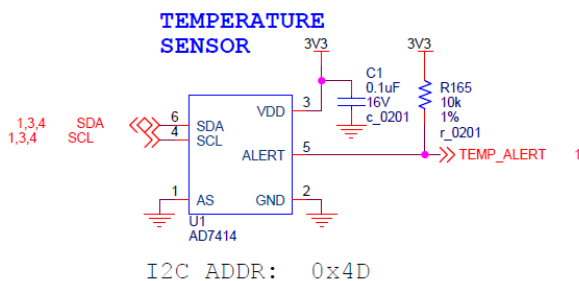 TEMPERATURE
SENSOR
3V3
3V3
C1
0.1uF
16V
c_0201
R165
10k
1%
r_0201
1,3,4 SDA
1,3,4 SCL
6
4
SDA
SCL
VDD
3
ALERT
5
TEMP_ALERT 1
1
AS
GND
2
U1
AD7414
I2C ADDR: 0x4D